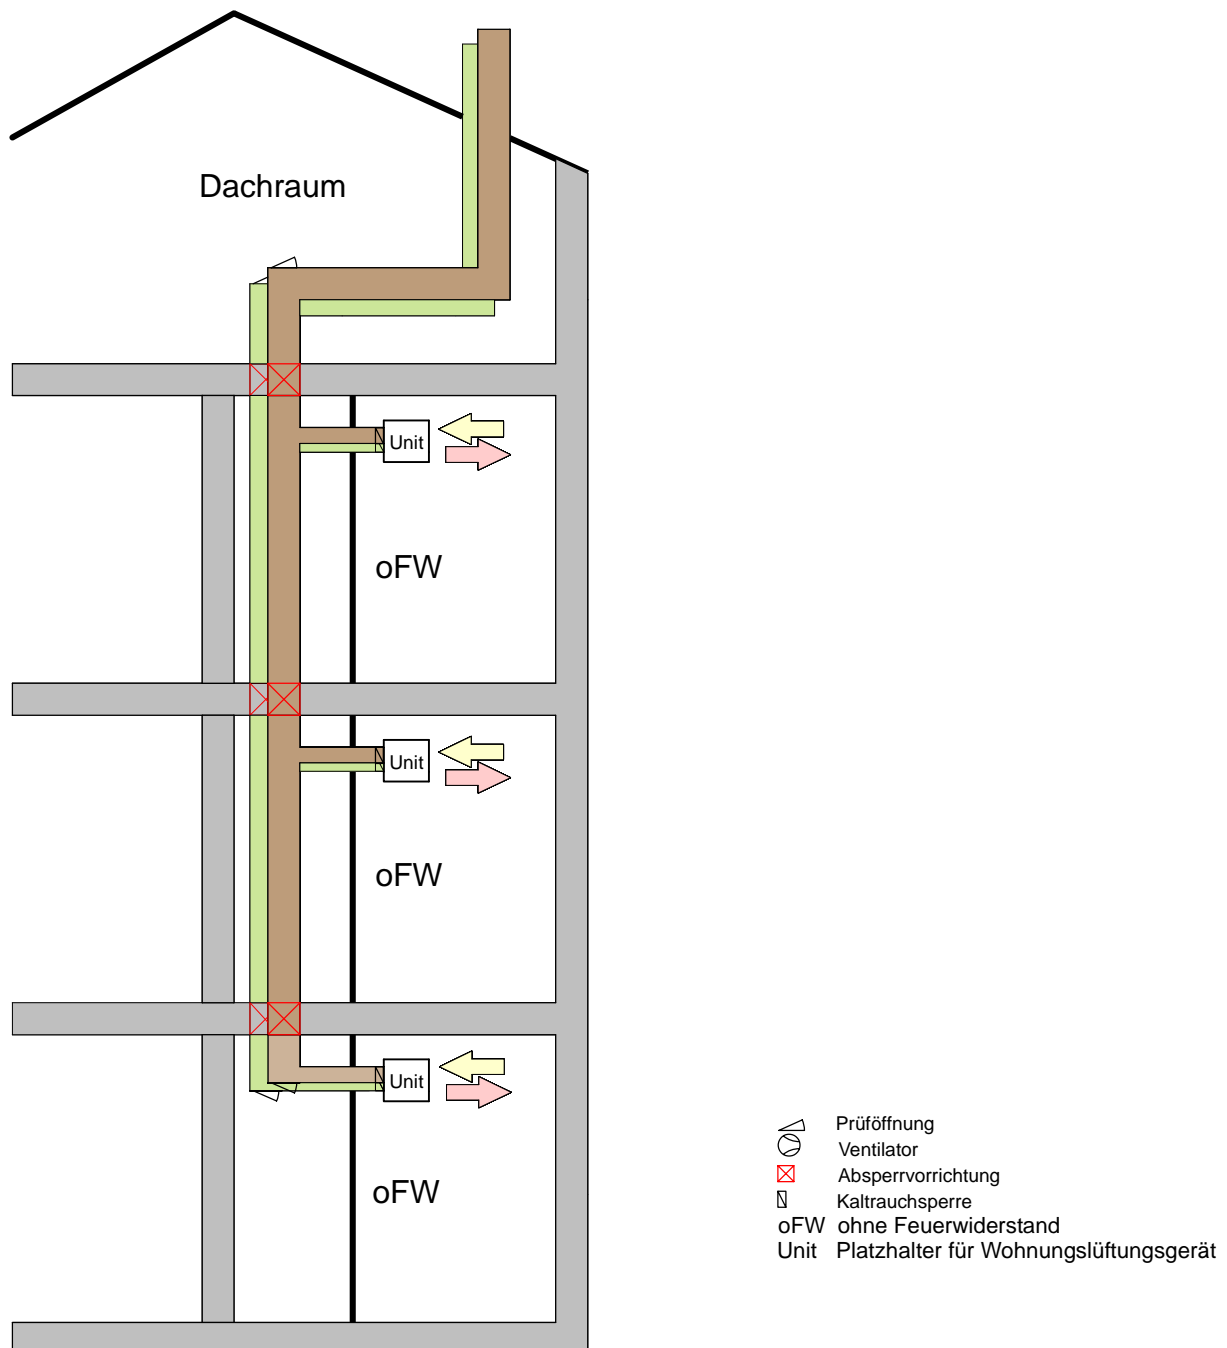 Dachraum
Unit
oFW
Unit
oFW
Unit
oFW
Prüföffnung
Ventilator
Absperrvorrichtung
Kaltrauchsperre
oFW ohne Feuerwiderstand
Unit Platzhalter für Wohnungslüftungsgerät